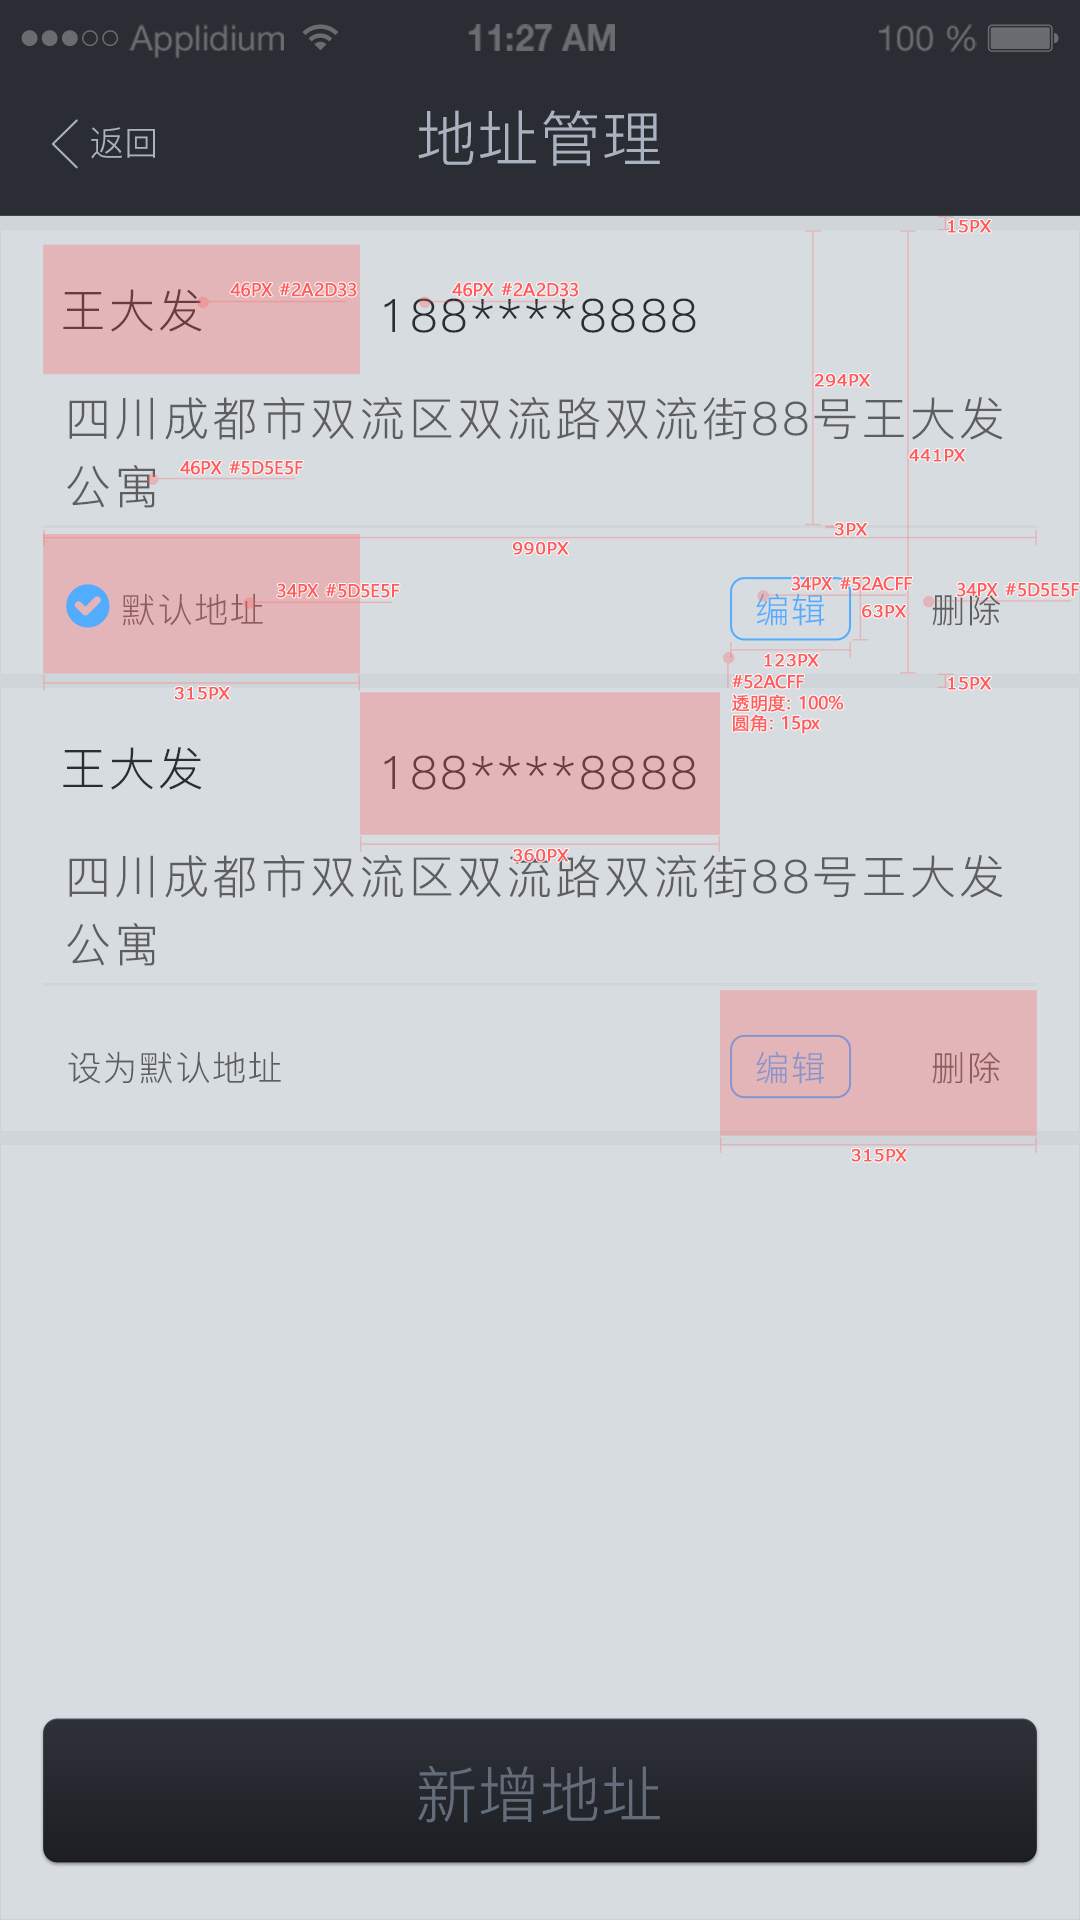 Applidium 11:27 AM 100 %
返回 地址管理
15PX
46PX #2A2D33 46PX #2A2D33
王大发 188****8888
294PX
四川成都市双流区双流路双流街88号王大发
441PX
46PX #5D5E5F
公寓
3PX
990PX
34PX #5D5E5F 34PX #52ACFF 34PX #5D5E5F
默认地址 编辑 63PX 删除
123PX
#52ACFF 15PX
315PX
透明度: 100%
圆角: 15px
王大发 188****8888
360PX
四川成都市双流区双流路双流街88号王大发
公寓
设为默认地址 编辑 删除
315PX
新增地址